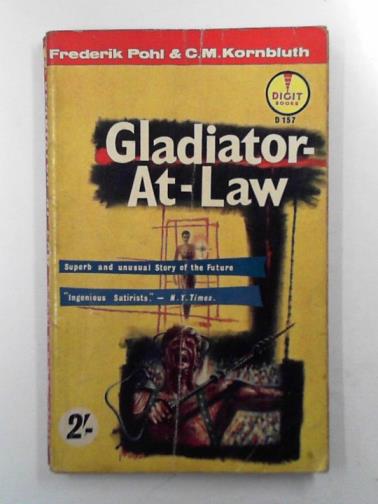 Frederik Pohl & C.M. Kornbluth
DIGIT
BOOKS
D 157
Gladiator-
At-Law
Superb and unusual Story of the Future
"Ingenious Satirists." — N.Y. Times.
2/-